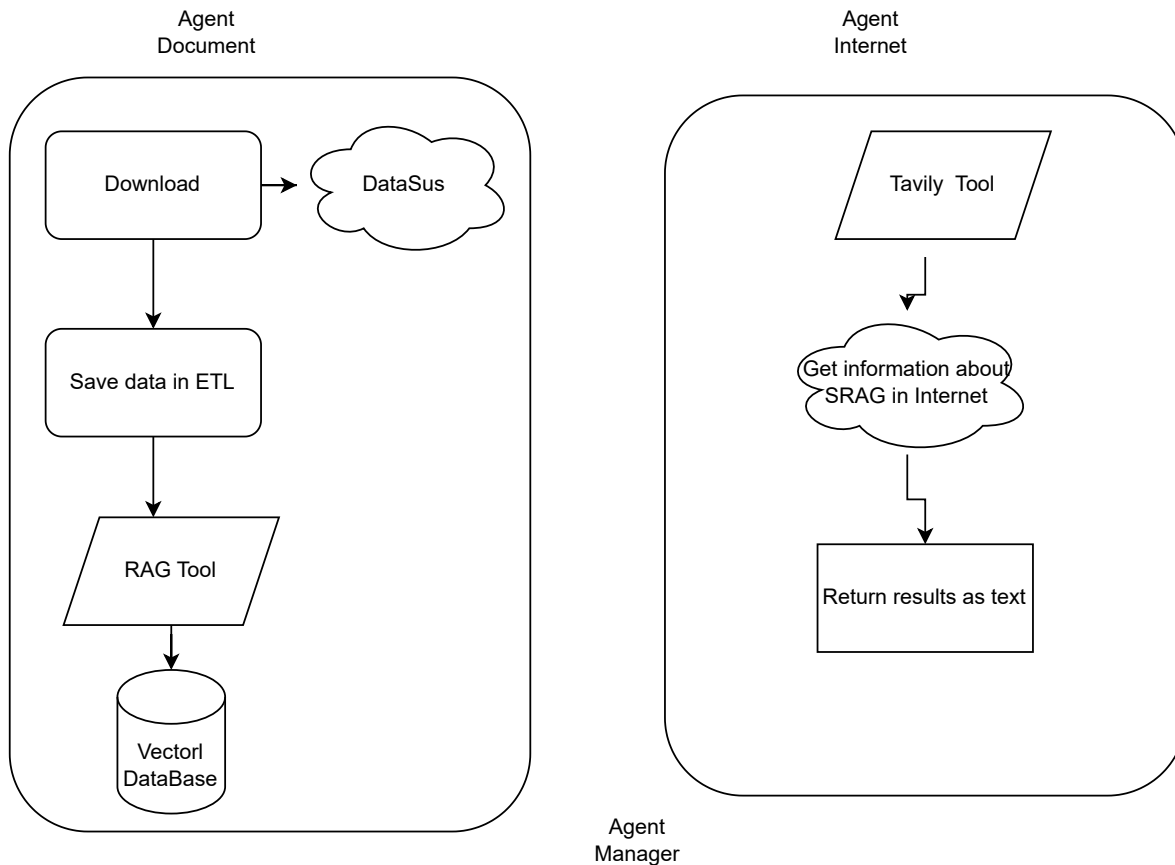 Agent
Document
Agent
Internet
Download
DataSus
Tavily  Tool
Save data in ETL
Get information about
SRAG in Internet
RAG Tool
Return results as text
Vectorl
DataBase
Agent
Manager